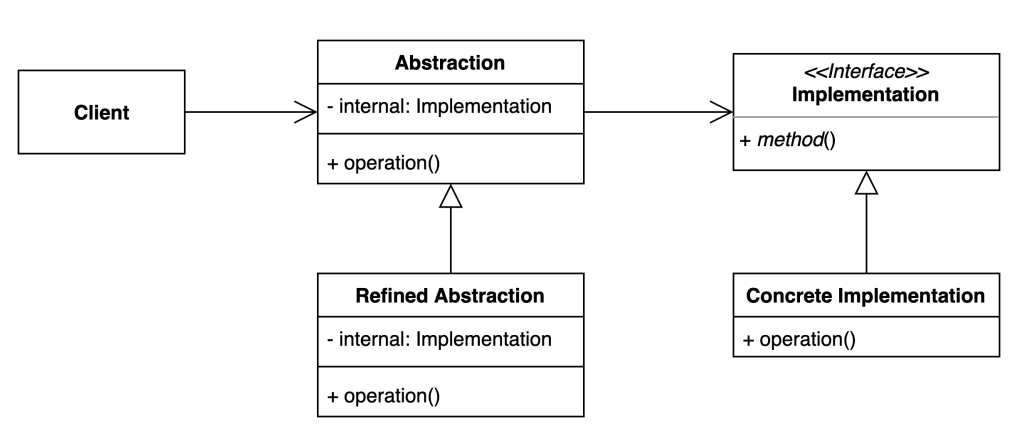 Client
Abstraction
- internal: Implementation
+ operation()
<<Interface>>
Implementation
+ method()
Refined Abstraction
- internal: Implementation
+ operation()
Concrete Implementation
+ operation()